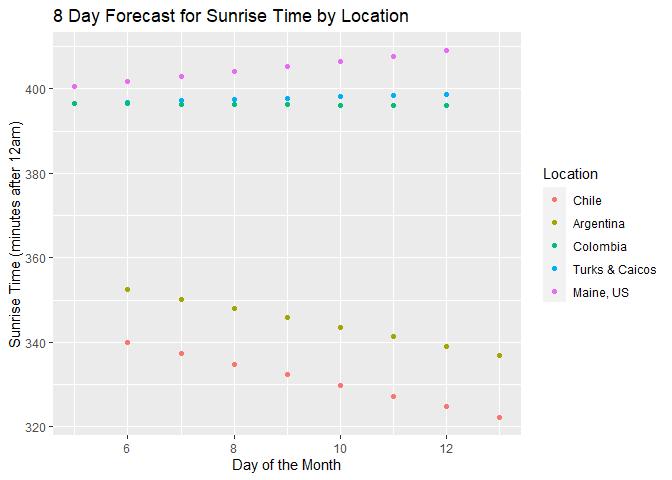 8 Day Forecast for Sunrise Time by Location
Sunrise Time (minutes after 12am)
400
380
360
340
320
6
8
10
12
Day of the Month
Location
Chile
Argentina
Colombia
Turks & Caicos
Maine, US